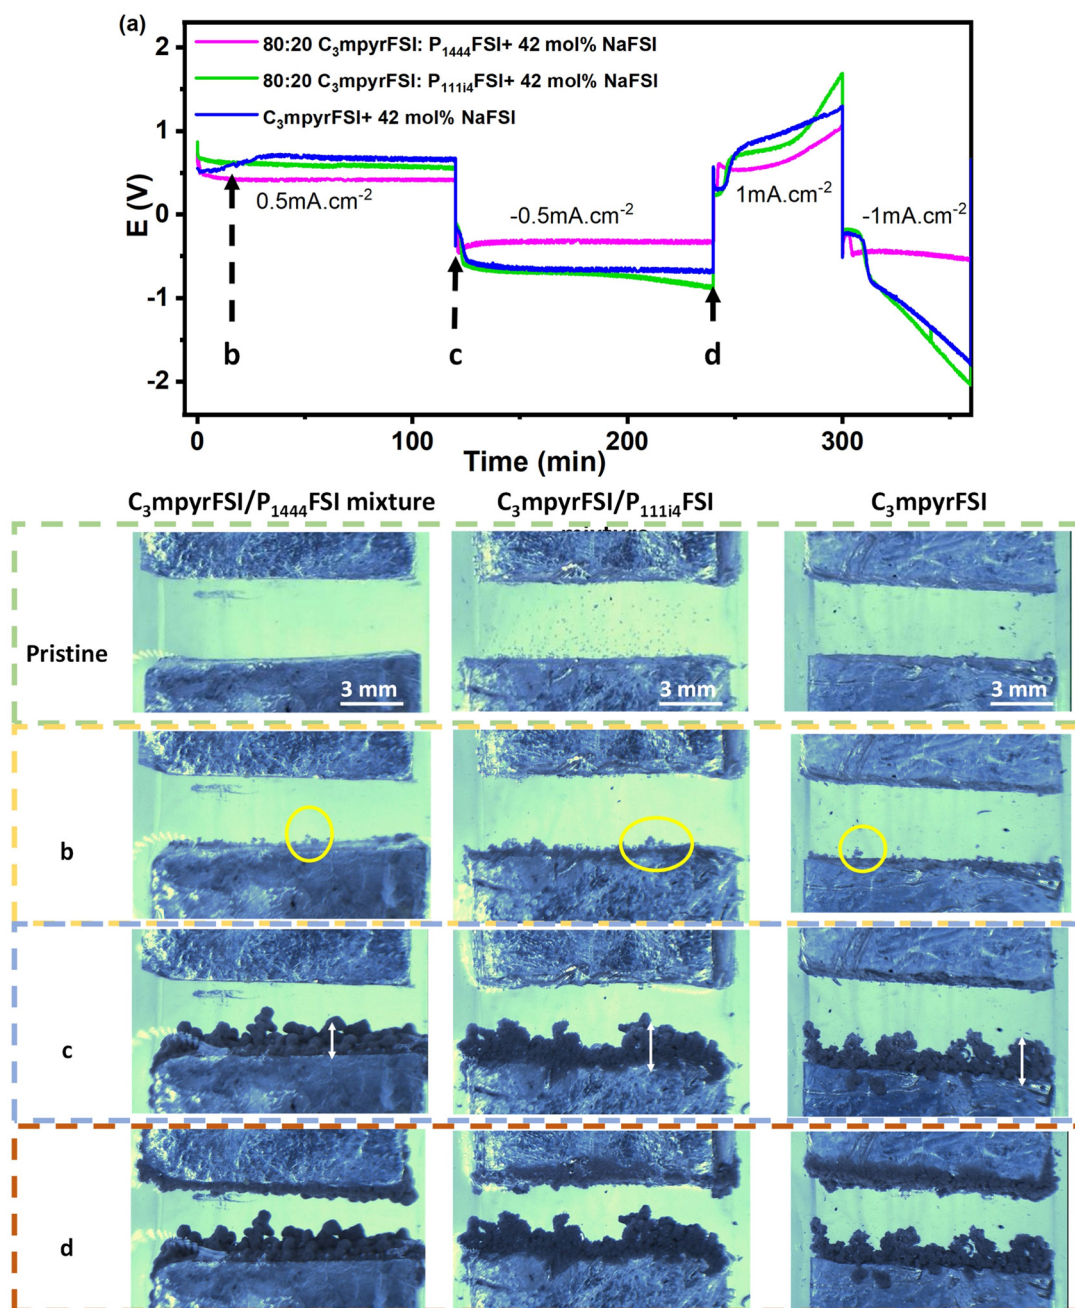 (a)
80:20 C₃mpyrFSI: P₁₄₄₄FSI+ 42 mol% NaFSI
80:20 C₃mpyrFSI: P₁₁₁ᵢ₄FSI+ 42 mol% NaFSI
C₃mpyrFSI+ 42 mol% NaFSI
2
1
0
-1
-2
E (V)
0.5mA.cm⁻²
-0.5mA.cm⁻²
1mA.cm⁻²
-1mA.cm⁻²
b
c
d
0
100
200
300
Time (min)
C₃mpyrFSI/P₁₄₄₄FSI mixture
C₃mpyrFSI/P₁₁₁ᵢ₄FSI
C₃mpyrFSI
Pristine
3 mm
3 mm
3 mm
b
c
d